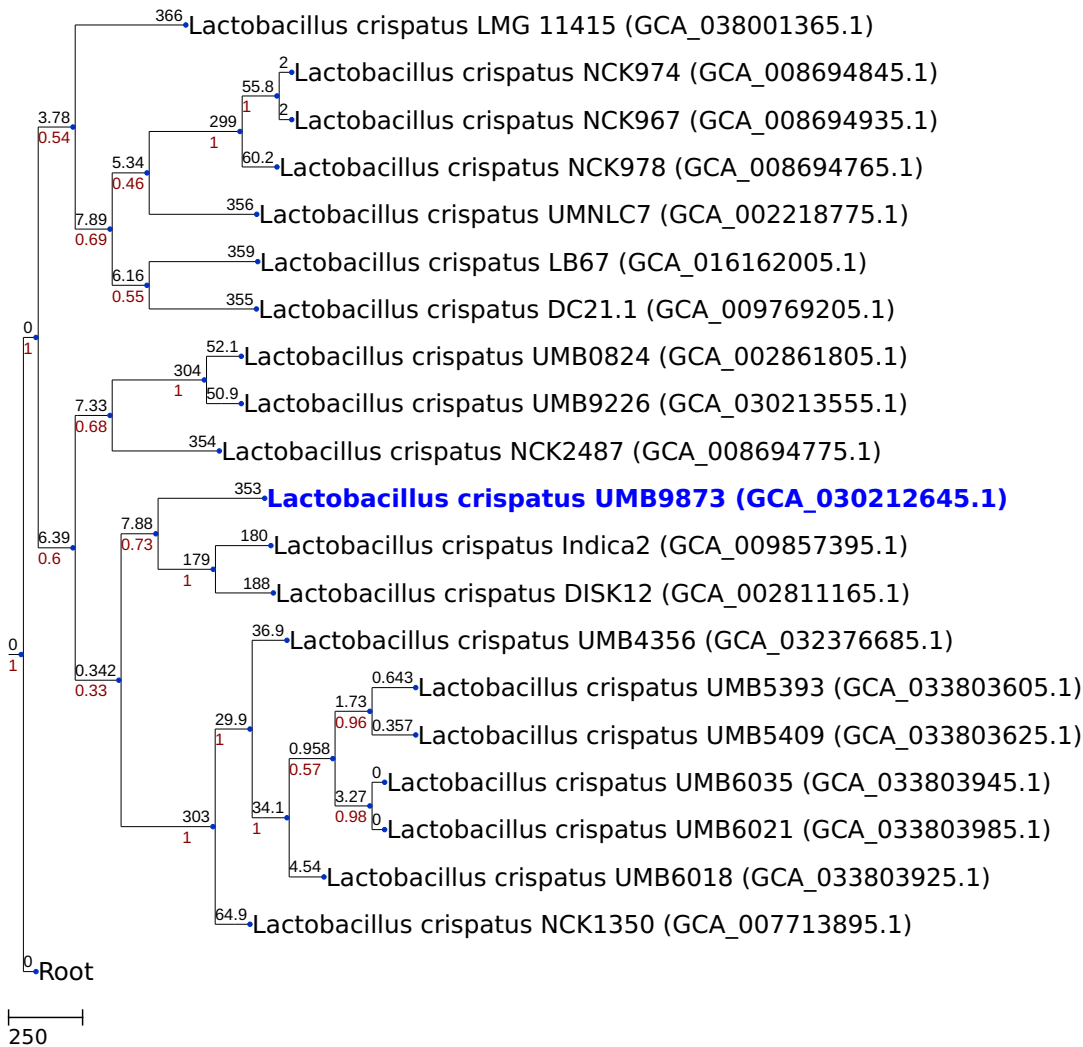 366
Lactobacillus crispatus LMG 11415 (GCA_038001365.1)
2
Lactobacillus crispatus NCK974 (GCA_008694845.1)
55.8
1
2
Lactobacillus crispatus NCK967 (GCA_008694935.1)
3.78
0.54
299
1
60.2
Lactobacillus crispatus NCK978 (GCA_008694765.1)
5.34
0.46
356
Lactobacillus crispatus UMNLC7 (GCA_002218775.1)
7.89
0.69
359
Lactobacillus crispatus LB67 (GCA_016162005.1)
6.16
0.55
355
Lactobacillus crispatus DC21.1 (GCA_009769205.1)
0
1
52.1
Lactobacillus crispatus UMB0824 (GCA_002861805.1)
304
1
50.9
Lactobacillus crispatus UMB9226 (GCA_030213555.1)
7.33
0.68
354
Lactobacillus crispatus NCK2487 (GCA_008694775.1)
353
Lactobacillus crispatus UMB9873 (GCA_030212645.1)
7.88
0.73
6.39
0.6
180
Lactobacillus crispatus Indica2 (GCA_009857395.1)
179
1
188
Lactobacillus crispatus DISK12 (GCA_002811165.1)
0
1
36.9
Lactobacillus crispatus UMB4356 (GCA_032376685.1)
0.342
0.33
0.643
Lactobacillus crispatus UMB5393 (GCA_033803605.1)
1.73
0.96
29.9
1
0.357
Lactobacillus crispatus UMB5409 (GCA_033803625.1)
0.958
0.57
0
Lactobacillus crispatus UMB6035 (GCA_033803945.1)
3.27
0.98
303
1
34.1
1
0
Lactobacillus crispatus UMB6021 (GCA_033803985.1)
4.54
Lactobacillus crispatus UMB6018 (GCA_033803925.1)
64.9
Lactobacillus crispatus NCK1350 (GCA_007713895.1)
0
Root
250